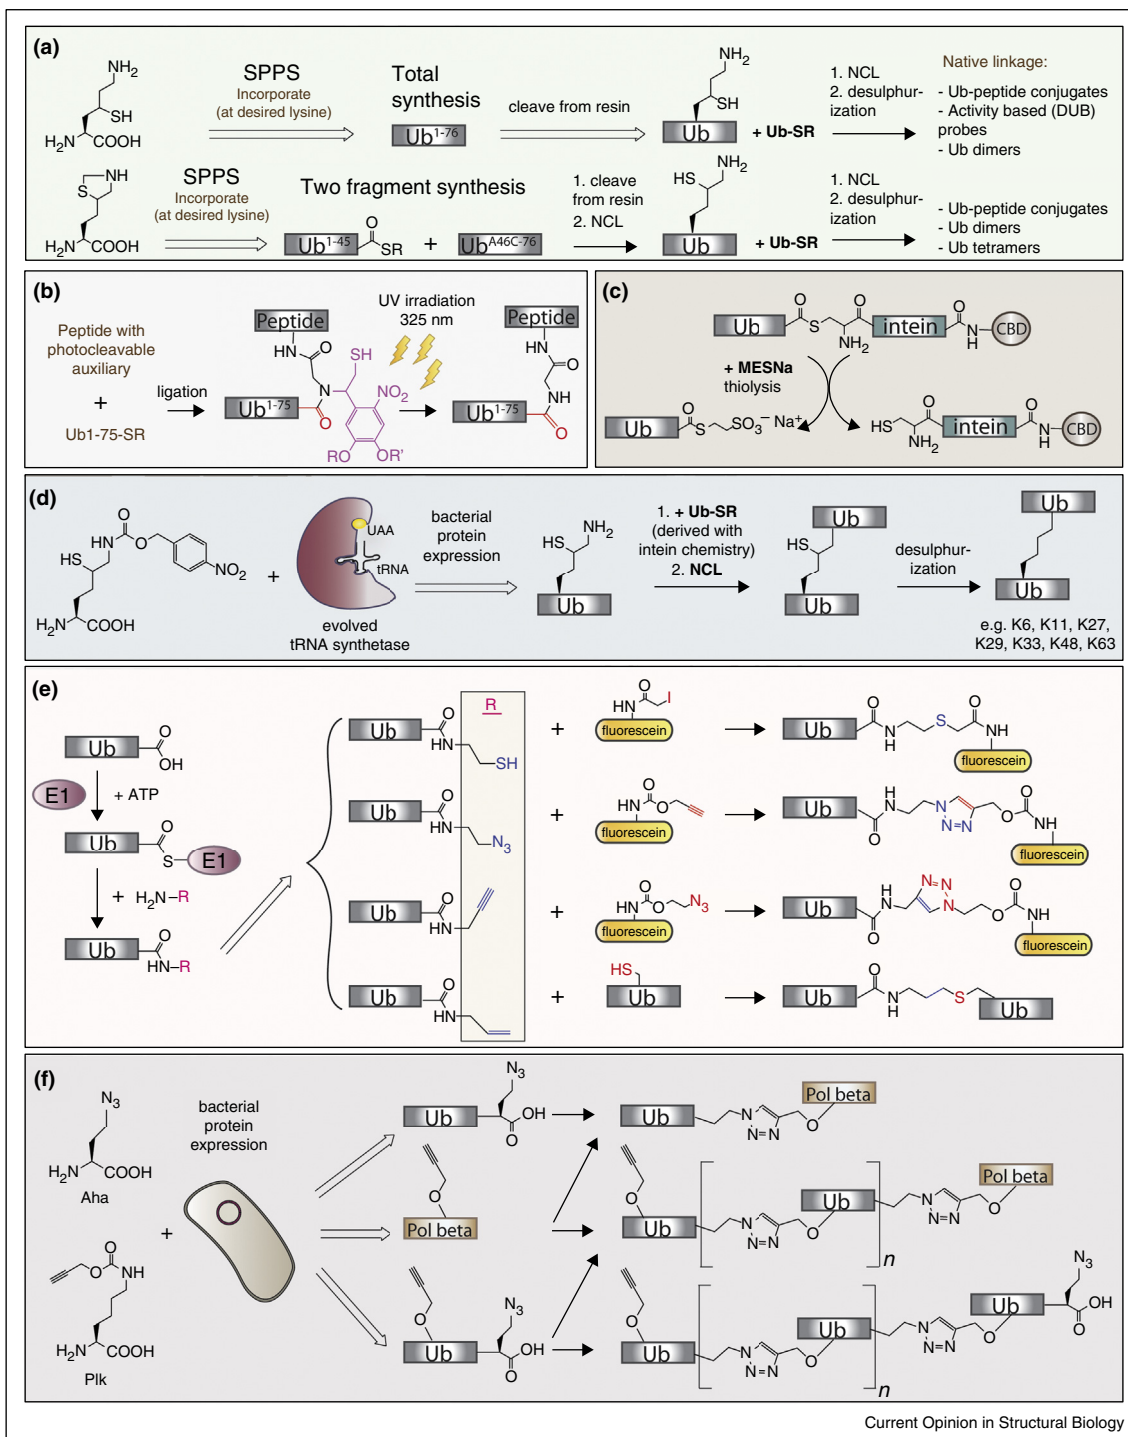 (a)
NH2
SH
H2N
COOH
SPPS
Incorporate
(at desired lysine)
Total
synthesis
Ub1-76
cleave from resin
NH2
SH
Ub
+ Ub-SR
1. NCL
2. desulphur-
ization
Native linkage:
- Ub-peptide conjugates
- Activity based (DUB)
probes
- Ub dimers
NH
S
H2N
COOH
SPPS
Incorporate
(at desired lysine)
Two fragment synthesis
Ub1-45
O
SR
+
UbA46C-76
1. cleave
from resin
2. NCL
NH2
HS
Ub
+ Ub-SR
1. NCL
2. desulphur-
ization
- Ub-peptide conjugates
- Ub dimers
- Ub tetramers
(b)
Peptide with
photocleavable
auxiliary
+
Ub1-75-SR
ligation
Peptide
HN
O
SH
N
NO2
Ub1-75
O
RO
OR'
UV irradiation
325 nm
Peptide
HN
O
NH
Ub1-75
O
(c)
Ub
O
S
O
NH2
intein
O
N
H
CBD
+ MESNa
thiolysis
Ub
O
S
SO3− Na+
HS
O
NH2
intein
O
N
H
CBD
(d)
O
HN
O
HS
NO2
H2N
COOH
+
UAA
tRNA
evolved
tRNA synthetase
bacterial
protein
expression
NH2
HS
Ub
1. + Ub-SR
(derived with
intein chemistry)
2. NCL
Ub
HS
Ub
desulphur-
ization
Ub
Ub
e.g. K6, K11, K27,
K29, K33, K48, K63
(e)
Ub
O
OH
E1
+ ATP
Ub
O
S
E1
+ H2N-R
Ub
O
HN-R
R
Ub
O
HN
SH
+
O
HN
I
fluorescein
Ub
O
N
H
S
O
NH
fluorescein
Ub
O
HN
N3
+
O
HN
O
fluorescein
Ub
O
H
N
N
N=N
O
O
NH
fluorescein
Ub
O
HN
+
O
HN
O
N3
fluorescein
Ub
O
H
N
N=N
N
O
O
NH
fluorescein
Ub
O
HN
+
HS
Ub
Ub
O
N
H
S
Ub
(f)
N3
H2N
COOH
Aha
+
O
O
NH
H2N
COOH
Plk
bacterial
protein
expression
N3
Ub
OH
O
O
Pol beta
O
N3
Ub
OH
O
Ub
N
N=N
O
Pol beta
O
Ub
N
N=N
O
Ub
n
N
N=N
O
Pol beta
O
Ub
N
N=N
O
Ub
n
N
N=N
O
Ub
N3
OH
O
Current Opinion in Structural Biology